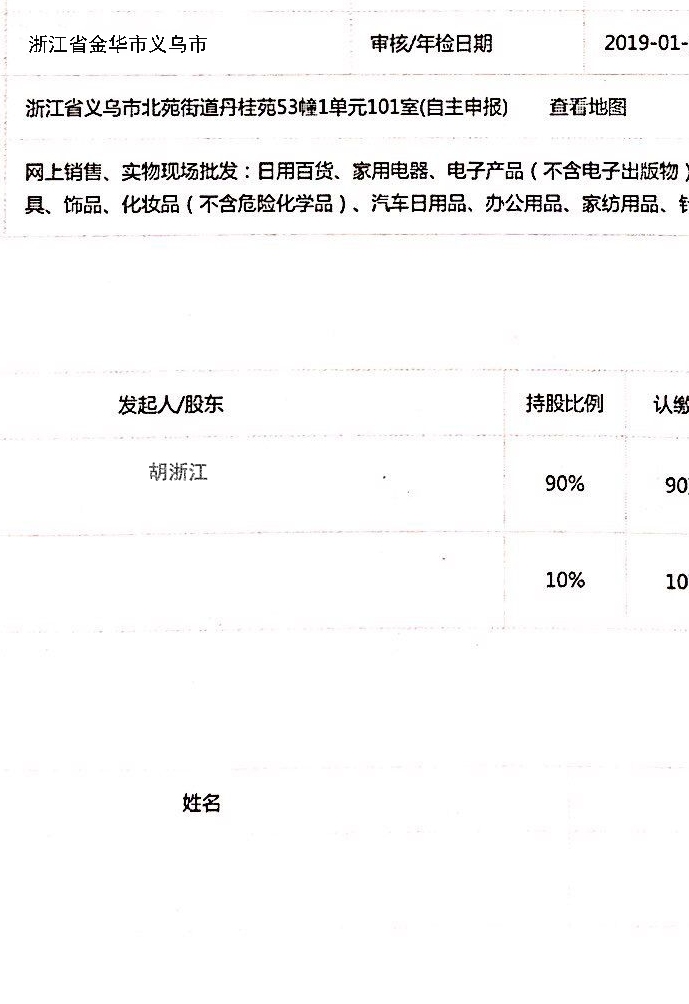 浙江省金华市义乌市 审核/年检日期 2019-01-
浙江省义乌市北苑街道丹桂苑53幢1单元101室(自主申报) 查看地图
网上销售、实物现场批发：日用百货、家用电器、电子产品（不含电子出版物）
具、饰品、化妆品（不含危险化学品）、汽车日用品、办公用品、家纺用品、
发起人/股东 持股比例 认缴
胡浙江 90% 90
10% 10
姓名